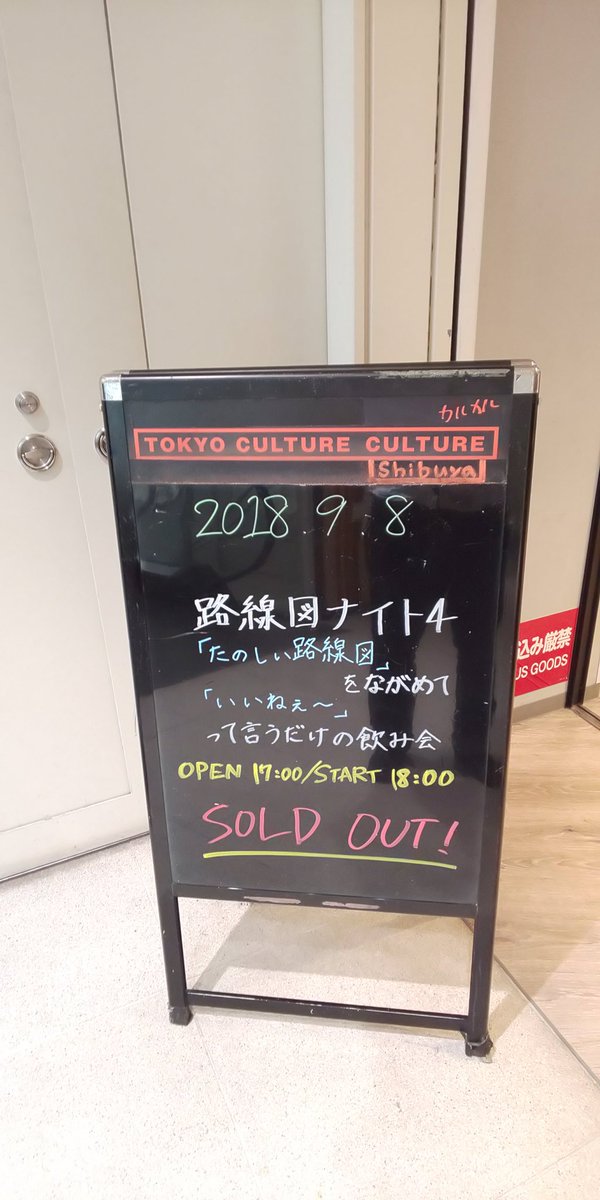 カルカル
TOKYO CULTURE CULTURE
Shibuya
2018.9.8
路線図ナイト4
「たのしい路線図」
をながめて
「いいねぇ～」
って言うだけの飲み会
OPEN 17:00/START 18:00
SOLD OUT!
込み厳禁
US GOODS